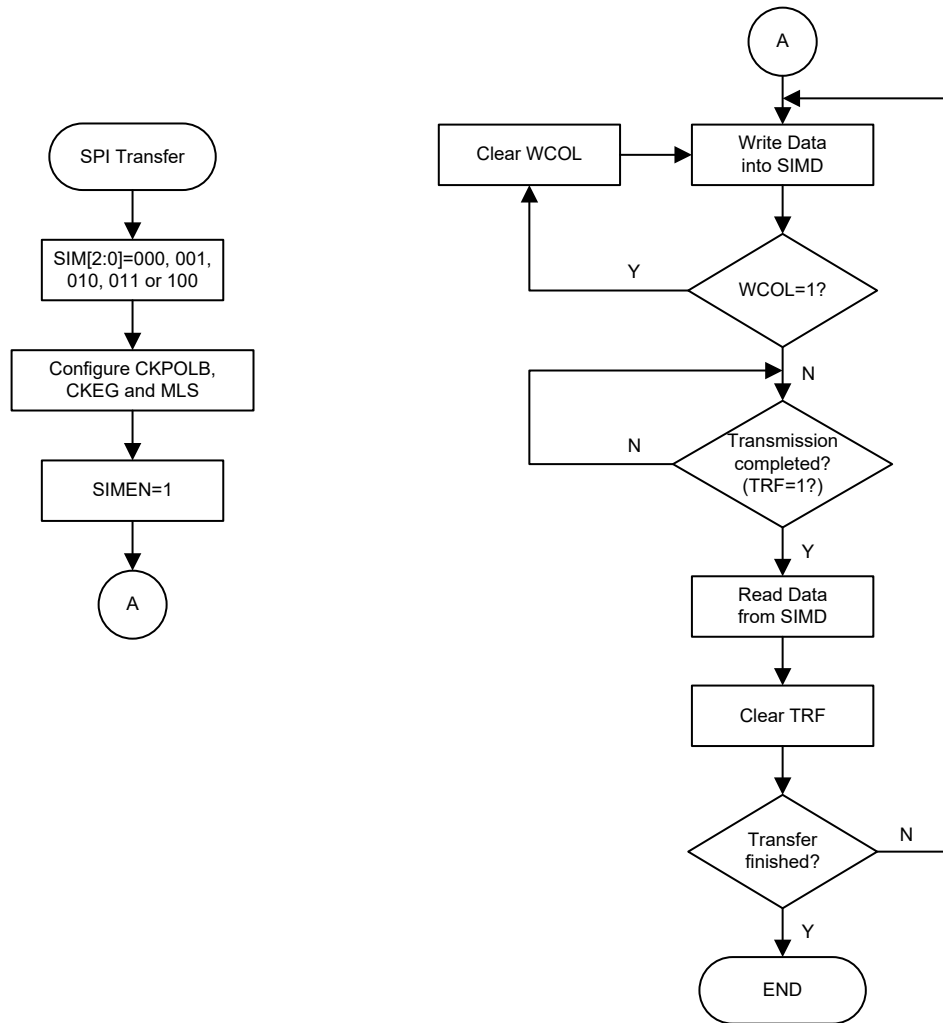 SPI Transfer
SIM[2:0]=000, 001,
010, 011 or 100
Configure CKPOLB,
CKEG and MLS
SIMEN=1
A
A
Clear WCOL
Write Data
into SIMD
Y
WCOL=1?
N
N
Transmission
completed?
(TRF=1?)
Y
Read Data
from SIMD
Clear TRF
Transfer
finished?
N
Y
END